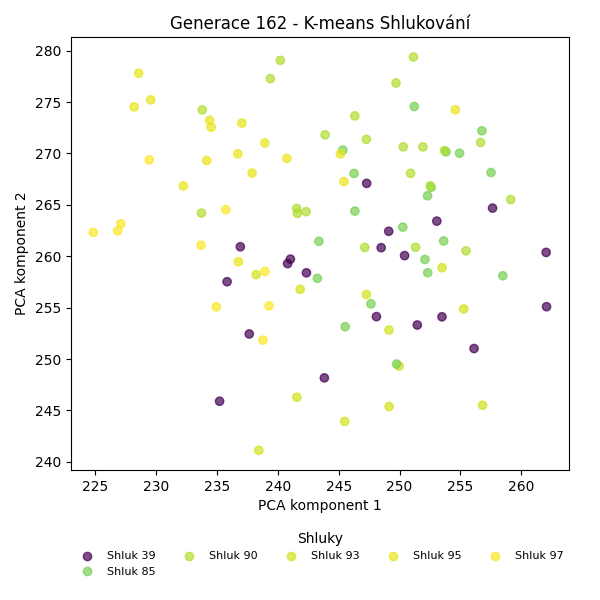 Generace 162 - K-means Shlukování
280
275
270
265
260
255
250
245
240
PCA komponent 2
225 230 235 240 245 250 255 260
PCA komponent 1
Shluky
Shluk 39 Shluk 90 Shluk 93 Shluk 95 Shluk 97
Shluk 85